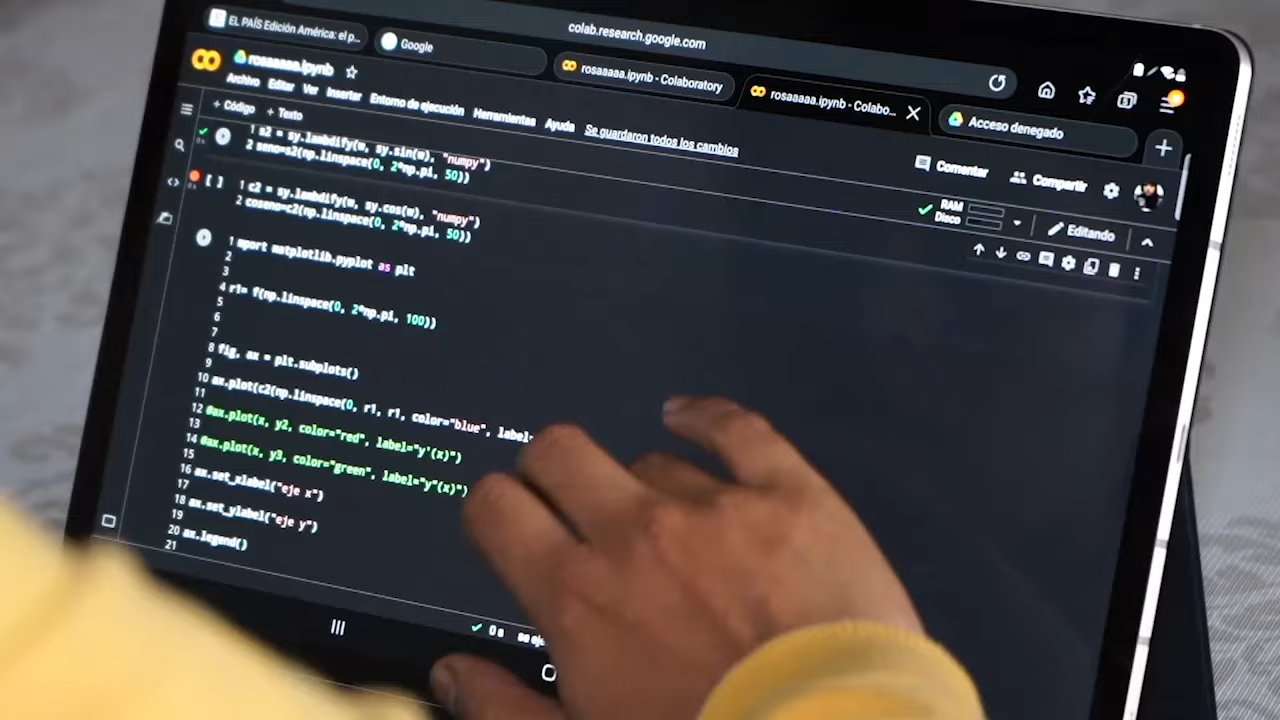 EL PAÍS Edición América: el p...
Google
colab.research.google.com
rosaaaaa.ipynb - Colaboratory
rosaaaaa.ipynb - Colabo...
Acceso denegado
rosaaaaa.ipynb
Archivo Editar Ver Insertar Entorno de ejecución Herramientas Ayuda Se guardaron todos los cambios
Comentar Compartir
+ Código + Texto
RAM
Disco
Editando
1 s2 = sy.lambdify(w, sy.sin(w), "numpy")
2 seno=s2(np.linspace(0, 2*np.pi, 50))
[ ] 1 c2 = sy.lambdify(w, sy.cos(w), "numpy")
2 coseno=c2(np.linspace(0, 2*np.pi, 50))
1 mport matplotlib.pyplot as plt
2
3
4 r1= f(np.linspace(0, 2*np.pi, 100))
5
6
7
8 fig, ax = plt.subplots()
9
10 ax.plot(c2(np.linspace(0, r1, r1, color="blue", label=
11
12 #ax.plot(x, y2, color="red", label="y'(x)")
13
14 #ax.plot(x, y3, color="green", label="y"(x)")
15
16 ax.set_xlabel("eje x")
17
18 ax.set_ylabel("eje y")
19
20 ax.legend()
21
0 s